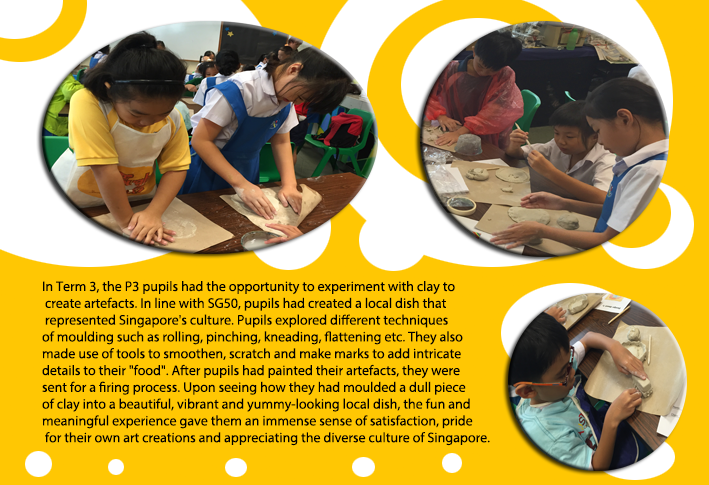 In Term 3, the P3 pupils had the opportunity to experiment with clay to
create artefacts. In line with SG50, pupils had created a local dish that
represented Singapore's culture. Pupils explored different techniques
of moulding such as rolling, pinching, kneading, flattening etc. They also
made use of tools to smoothen, scratch and make marks to add intricate
details to their "food". After pupils had painted their artefacts, they were
sent for a firing process. Upon seeing how they had moulded a dull piece
of clay into a beautiful, vibrant and yummy-looking local dish, the fun and
meaningful experience gave them an immense sense of satisfaction, pride
for their own art creations and appreciating the diverse culture of Singapore.